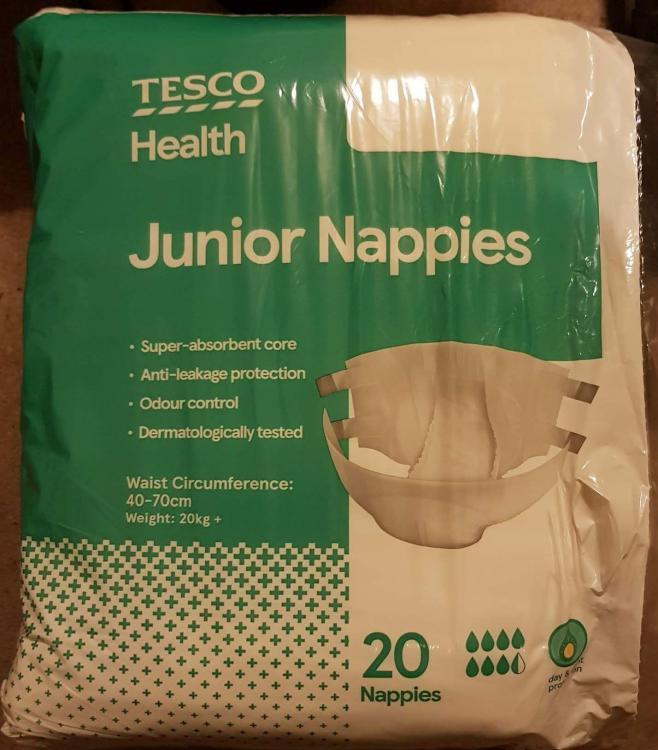 TESCO
Health
Junior Nappies
• Super-absorbent core
• Anti-leakage protection
• Odour control
• Dermatologically tested
Waist Circumference:
40-70cm
Weight: 20kg +
20
Nappies
day &